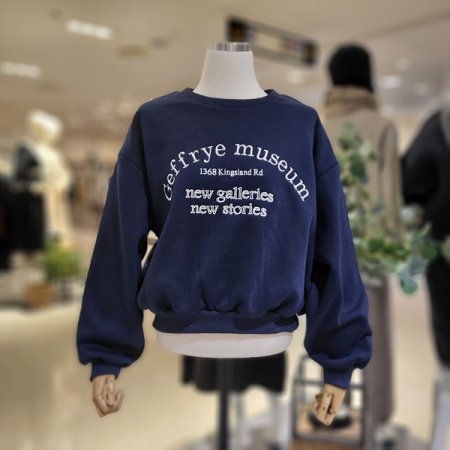 Geffrye museum
1368 Kingsland Rd
new galleries
new stories